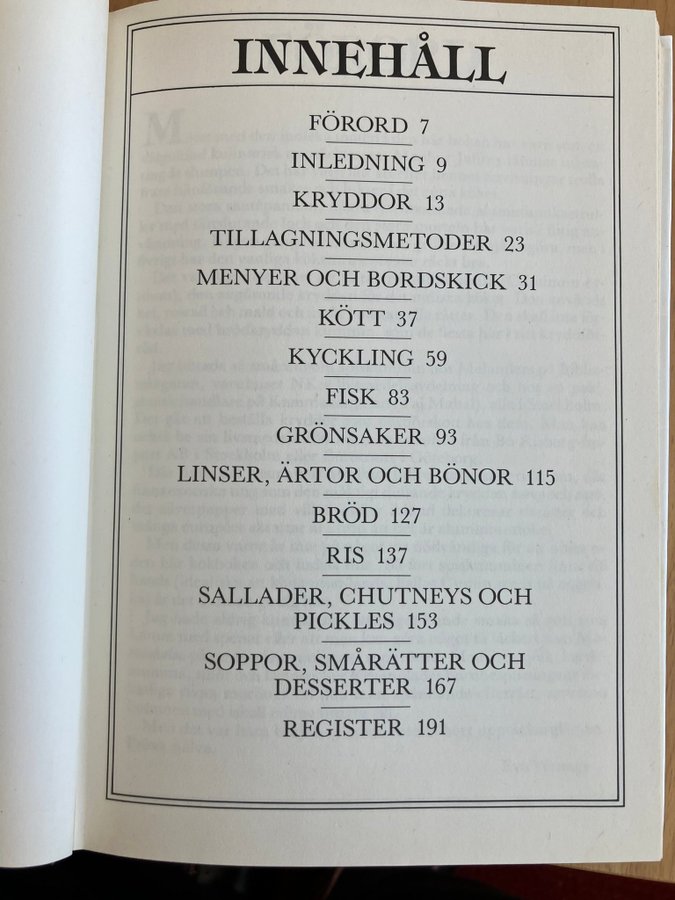 INNEHÅLL
FÖRORD 7
INLEDNING 9
KRYDDOR 13
TILLAGNINGSMETODER 23
MENYER OCH BORDSKICK 31
KÖTT 37
KYCKLING 59
FISK 83
GRÖNSAKER 93
LINSER, ÄRTOR OCH BÖNOR 115
BRÖD 127
RIS 137
SALLADER, CHUTNEYS OCH
PICKLES 153
SOPPOR, SMÅRÄTTER OCH
DESSERTER 167
REGISTER 191